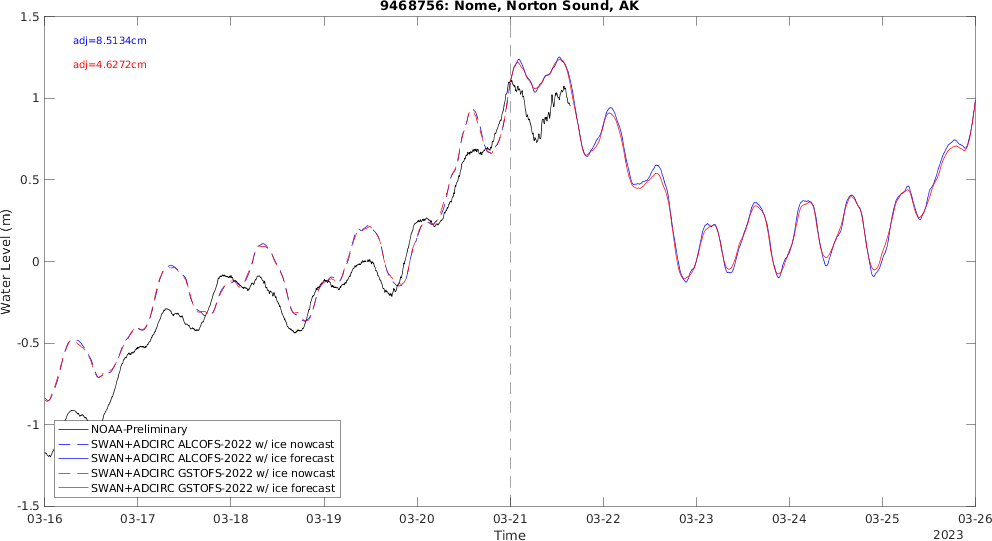 9468756: Nome, Norton Sound, AK
adj=8.5134cm
adj=4.6272cm
Water Level (m)
1.5
1
0.5
0
-0.5
-1
-1.5
NOAA-Preliminary
SWAN+ADCIRC ALCOFS-2022 w/ ice nowcast
SWAN+ADCIRC ALCOFS-2022 w/ ice forecast
SWAN+ADCIRC GSTOFS-2022 w/ ice nowcast
SWAN+ADCIRC GSTOFS-2022 w/ ice forecast
03-16 03-17 03-18 03-19 03-20 03-21 03-22 03-23 03-24 03-25 03-26
Time
2023